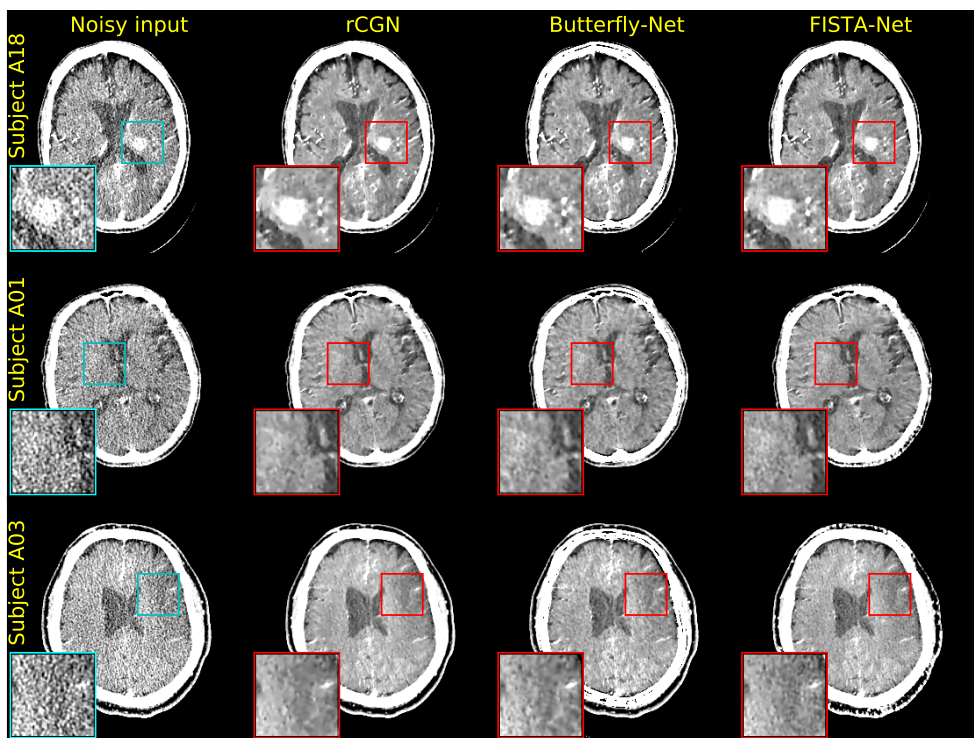 Noisy input rCGN Butterfly-Net FISTA-Net
Subject A18
Subject A01
Subject A03